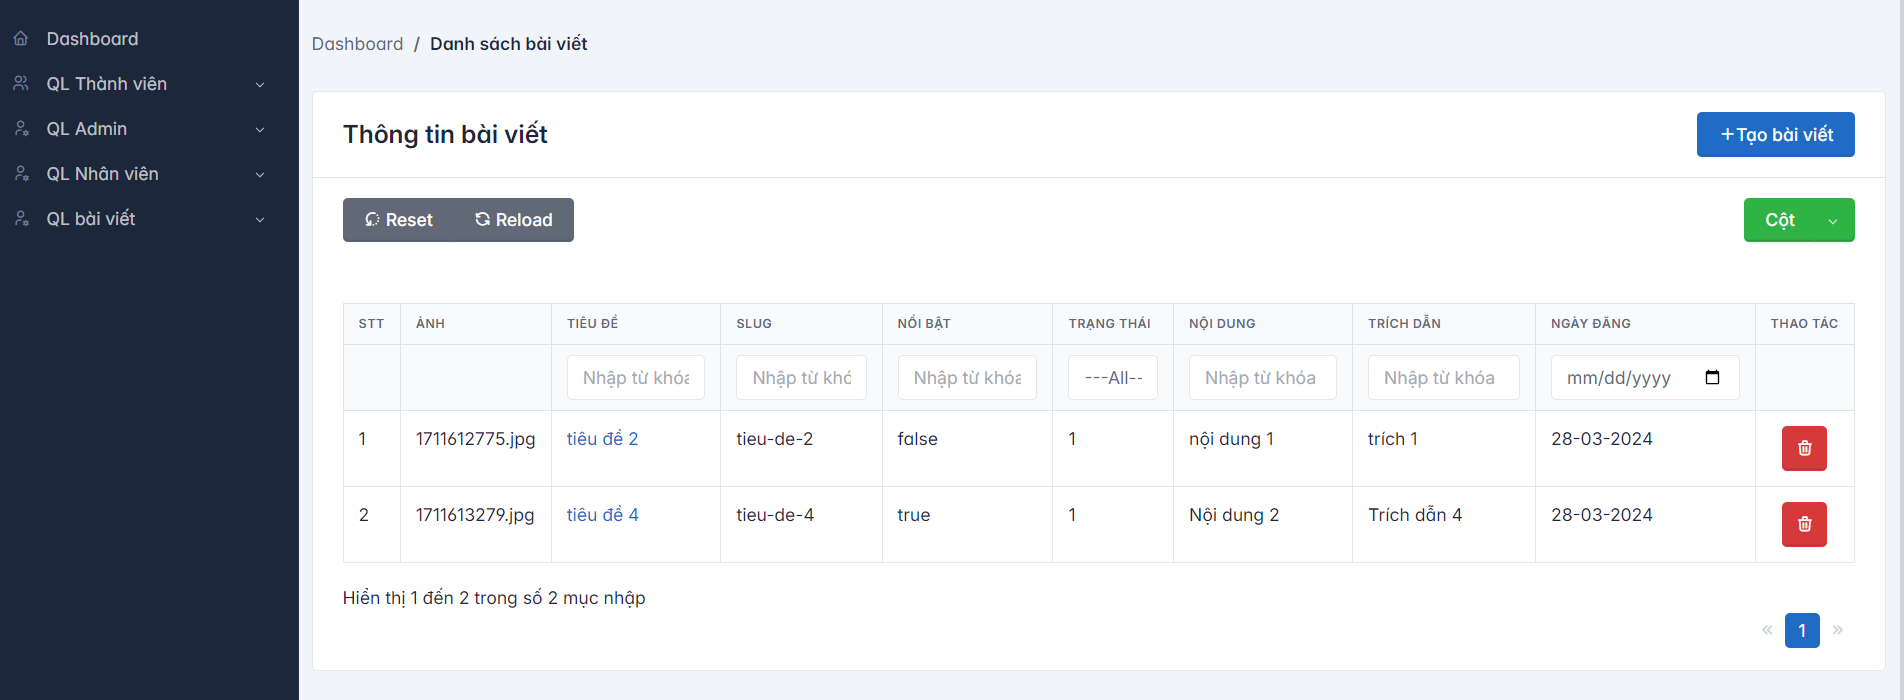 Dashboard
QL Thành viên
QL Admin
QL Nhân viên
QL bài viết
Dashboard / Danh sách bài viết
Thông tin bài viết
+Tạo bài viết
Reset Reload
Cột
STT ẢNH TIÊU ĐỀ SLUG NỔI BẬT TRẠNG THÁI NỘI DUNG TRÍCH DẪN NGÀY ĐĂNG THAO TÁC
Nhập từ khóa Nhập từ khó Nhập từ khóa ---All-- Nhập từ khóa Nhập từ khóa mm/dd/yyyy
1 1711612775.jpg tiêu đề 2 tieu-de-2 false 1 nội dung 1 trích 1 28-03-2024
2 1711613279.jpg tiêu đề 4 tieu-de-4 true 1 Nội dung 2 Trích dẫn 4 28-03-2024
Hiển thị 1 đến 2 trong số 2 mục nhập
« 1 »